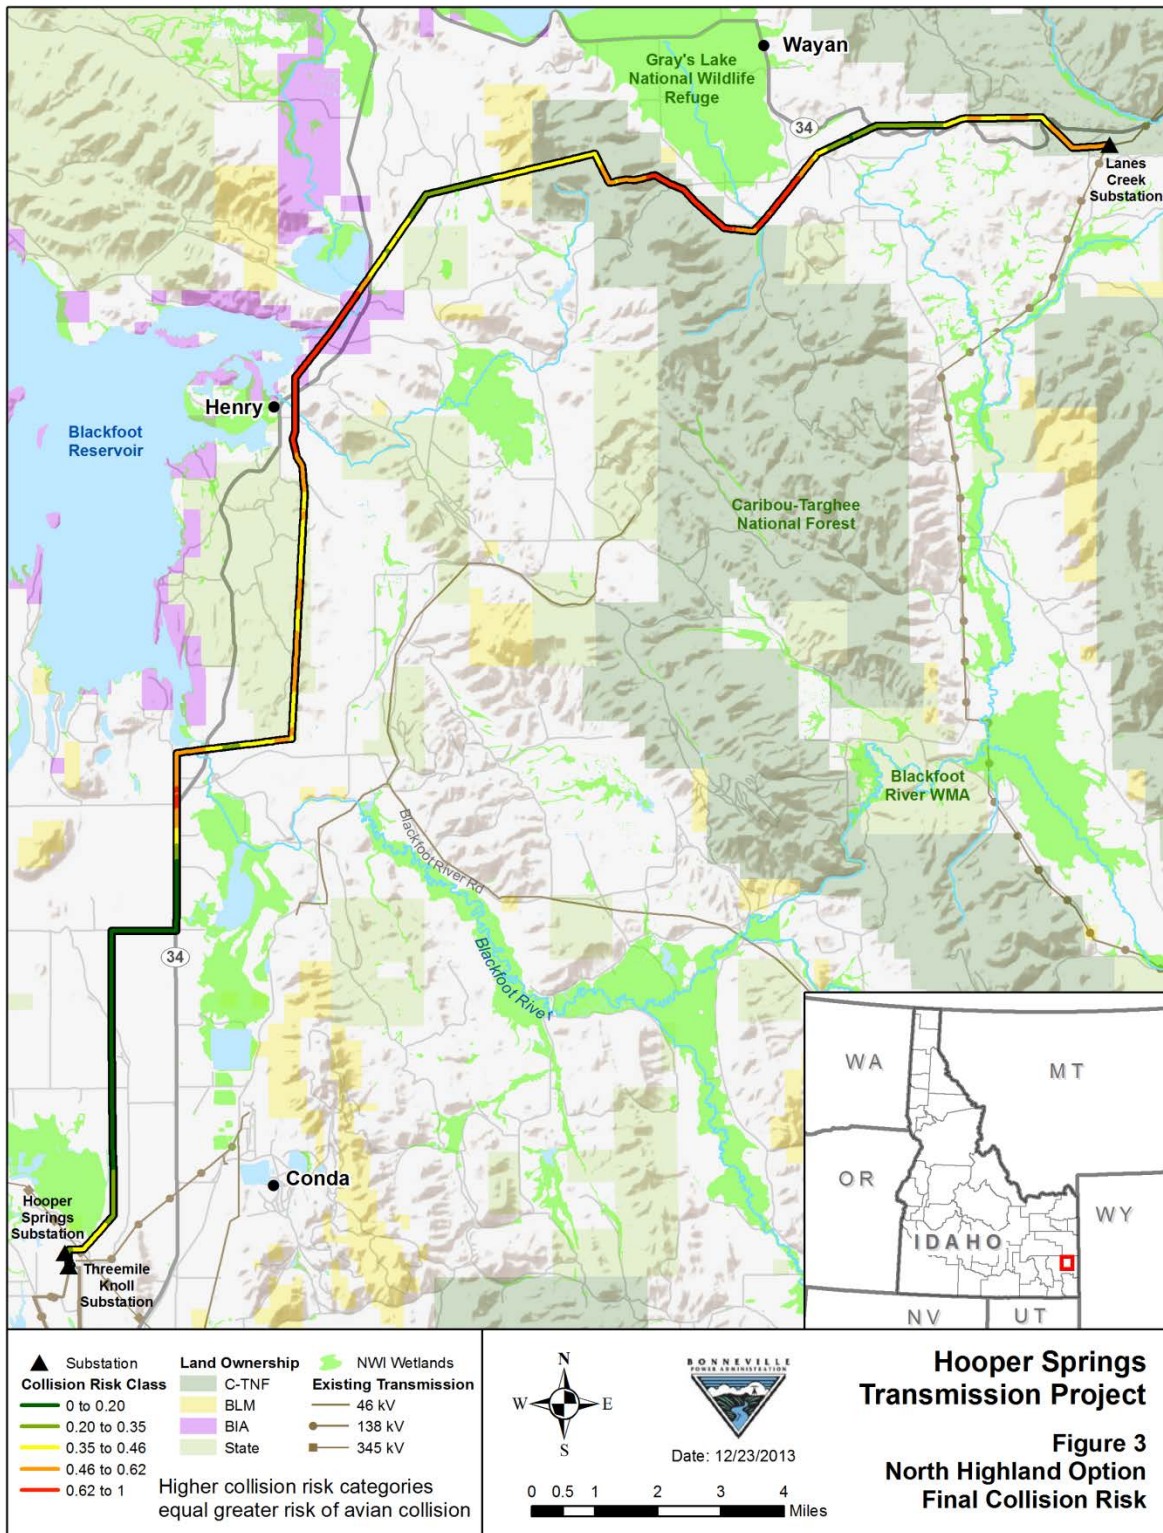 Wayan
Gray's Lake
National Wildlife
Refuge
34
Lanes
Creek
Substation
Henry
Blackfoot
Reservoir
Caribou-Targhee
National Forest
Blackfoot
River WMA
Blackfoot River Rd
34
Blackfoot Rive
Conda
Hooper
Springs
Substation
Threemile
Knoll
Substation
WA
MT
OR
IDAHO
WY
NV
UT
Substation
Collision Risk Class
0 to 0.20
0.20 to 0.35
0.35 to 0.46
0.46 to 0.62
0.62 to 1
Land Ownership
C-TNF
BLM
BIA
State
NWI Wetlands
Existing Transmission
46 kV
138 kV
345 kV
Higher collision risk categories
equal greater risk of avian collision
N
W E
S
BONNEVILLE
POWER ADMINISTRATION
Date: 12/23/2013
0 0.5 1 2 3 4
Miles
Hooper Springs
Transmission Project
Figure 3
North Highland Option
Final Collision Risk